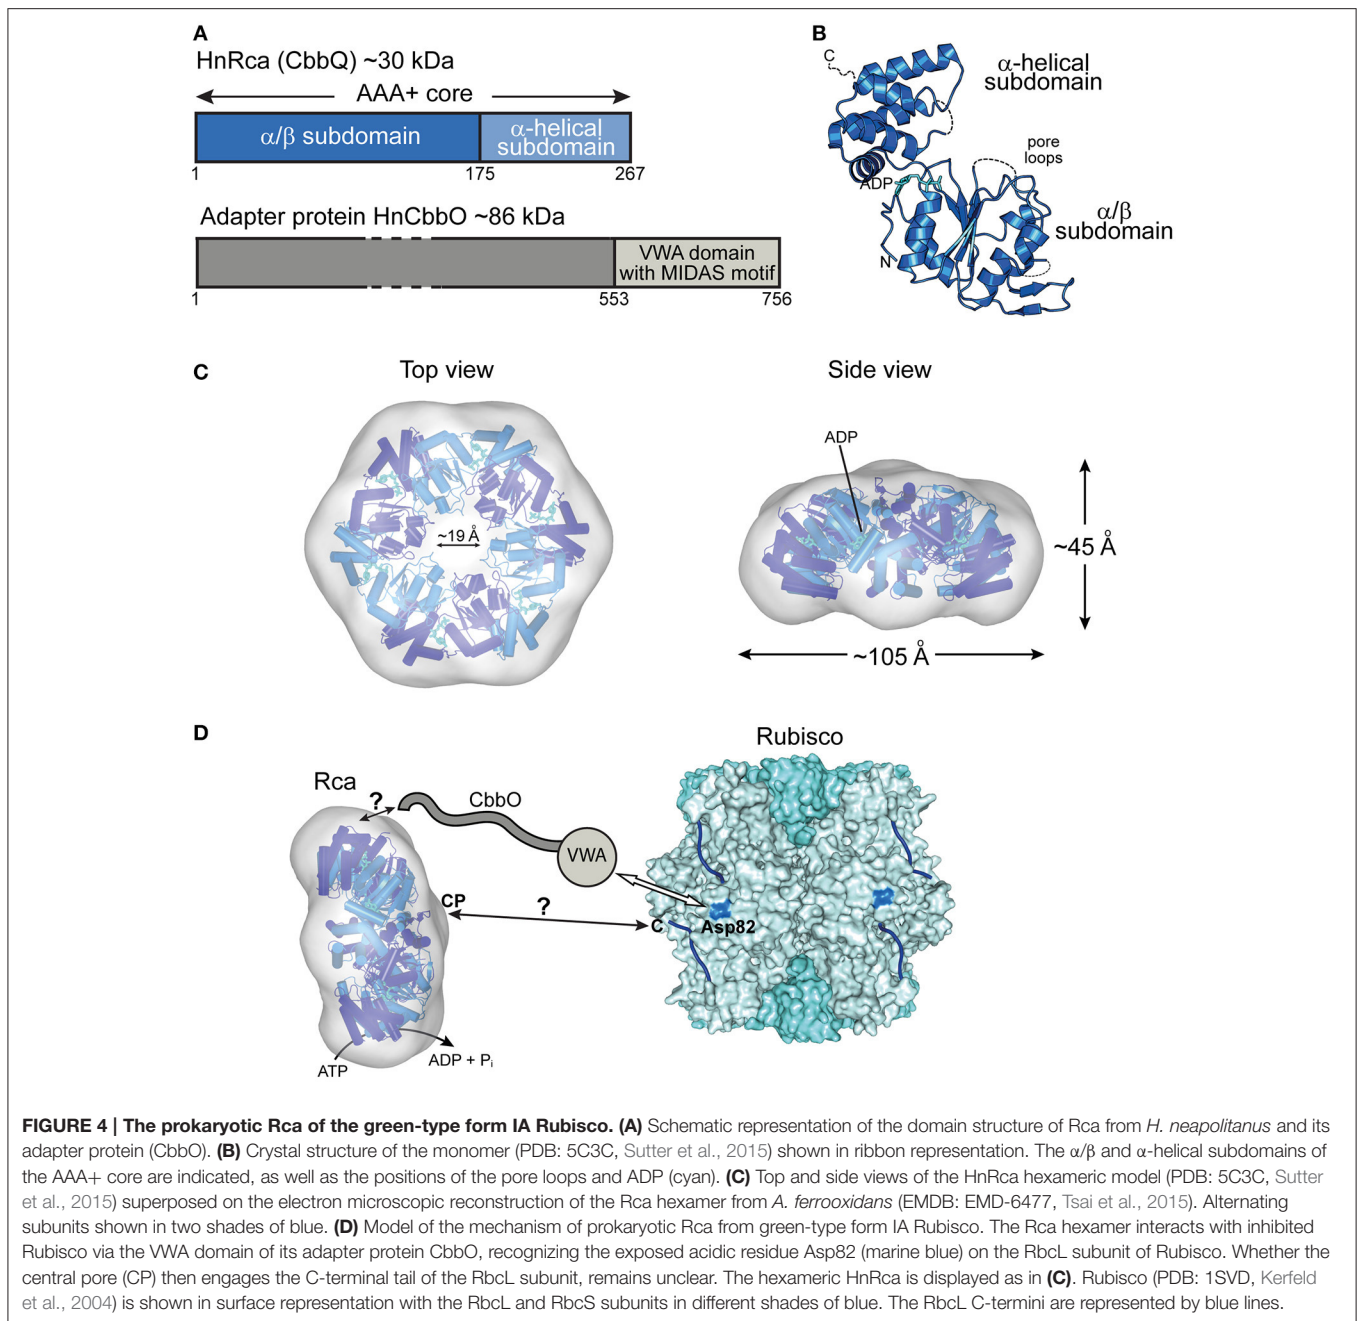 A
HnRca (CbbQ) ~30 kDa
AAA+ core
α/β subdomain
α-helical
subdomain
1
175
267
Adapter protein HnCbbO ~86 kDa
VWA domain
with MIDAS motif
1
553
756
B
C
α-helical
subdomain
pore
loops
ADP
α/β
subdomain
N
C
Top view
Side view
~19 Å
ADP
~45 Å
~105 Å
D
Rubisco
Rca
?
CbbO
VWA
CP
?
C
Asp82
ATP
ADP + Pi
FIGURE 4 | The prokaryotic Rca of the green-type form IA Rubisco. (A) Schematic representation of the domain structure of Rca from H. neapolitanus and its
adapter protein (CbbO). (B) Crystal structure of the monomer (PDB: 5C3C, Sutter et al., 2015) shown in ribbon representation. The α/β and α-helical subdomains of
the AAA+ core are indicated, as well as the positions of the pore loops and ADP (cyan). (C) Top and side views of the HnRca hexameric model (PDB: 5C3C, Sutter
et al., 2015) superposed on the electron microscopic reconstruction of the Rca hexamer from A. ferrooxidans (EMDB: EMD-6477, Tsai et al., 2015). Alternating
subunits shown in two shades of blue. (D) Model of the mechanism of prokaryotic Rca from green-type form IA Rubisco. The Rca hexamer interacts with inhibited
Rubisco via the VWA domain of its adapter protein CbbO, recognizing the exposed acidic residue Asp82 (marine blue) on the RbcL subunit of Rubisco. Whether the
central pore (CP) then engages the C-terminal tail of the RbcL subunit, remains unclear. The hexameric HnRca is displayed as in (C). Rubisco (PDB: 1SVD, Kerfeld
et al., 2004) is shown in surface representation with the RbcL and RbcS subunits in different shades of blue. The RbcL C-termini are represented by blue lines.